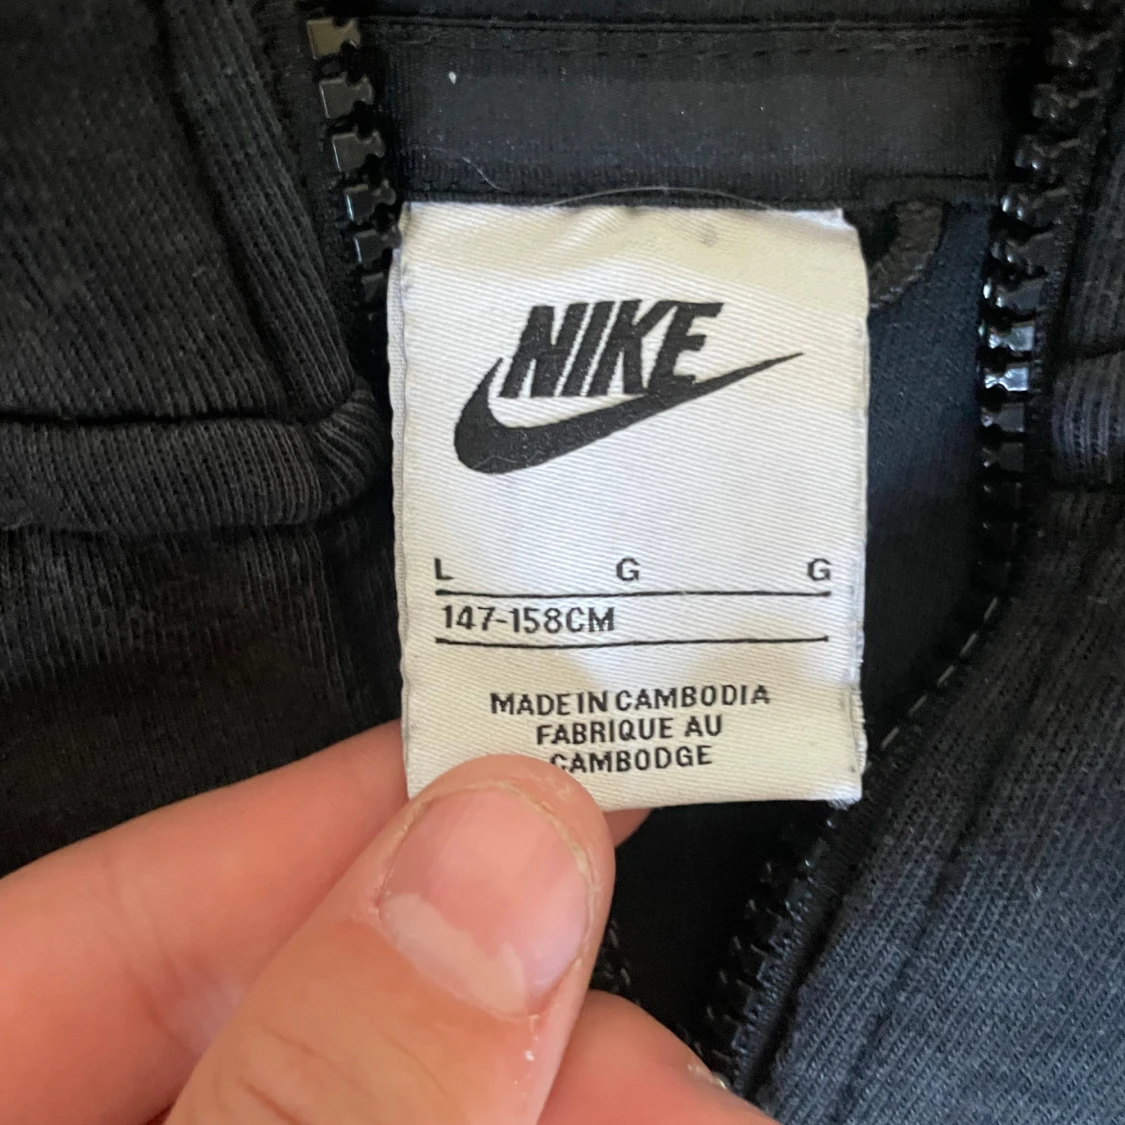 NIKE
L G G
147-158CM
MADE IN CAMBODIA
FABRIQUE AU
CAMBODGE